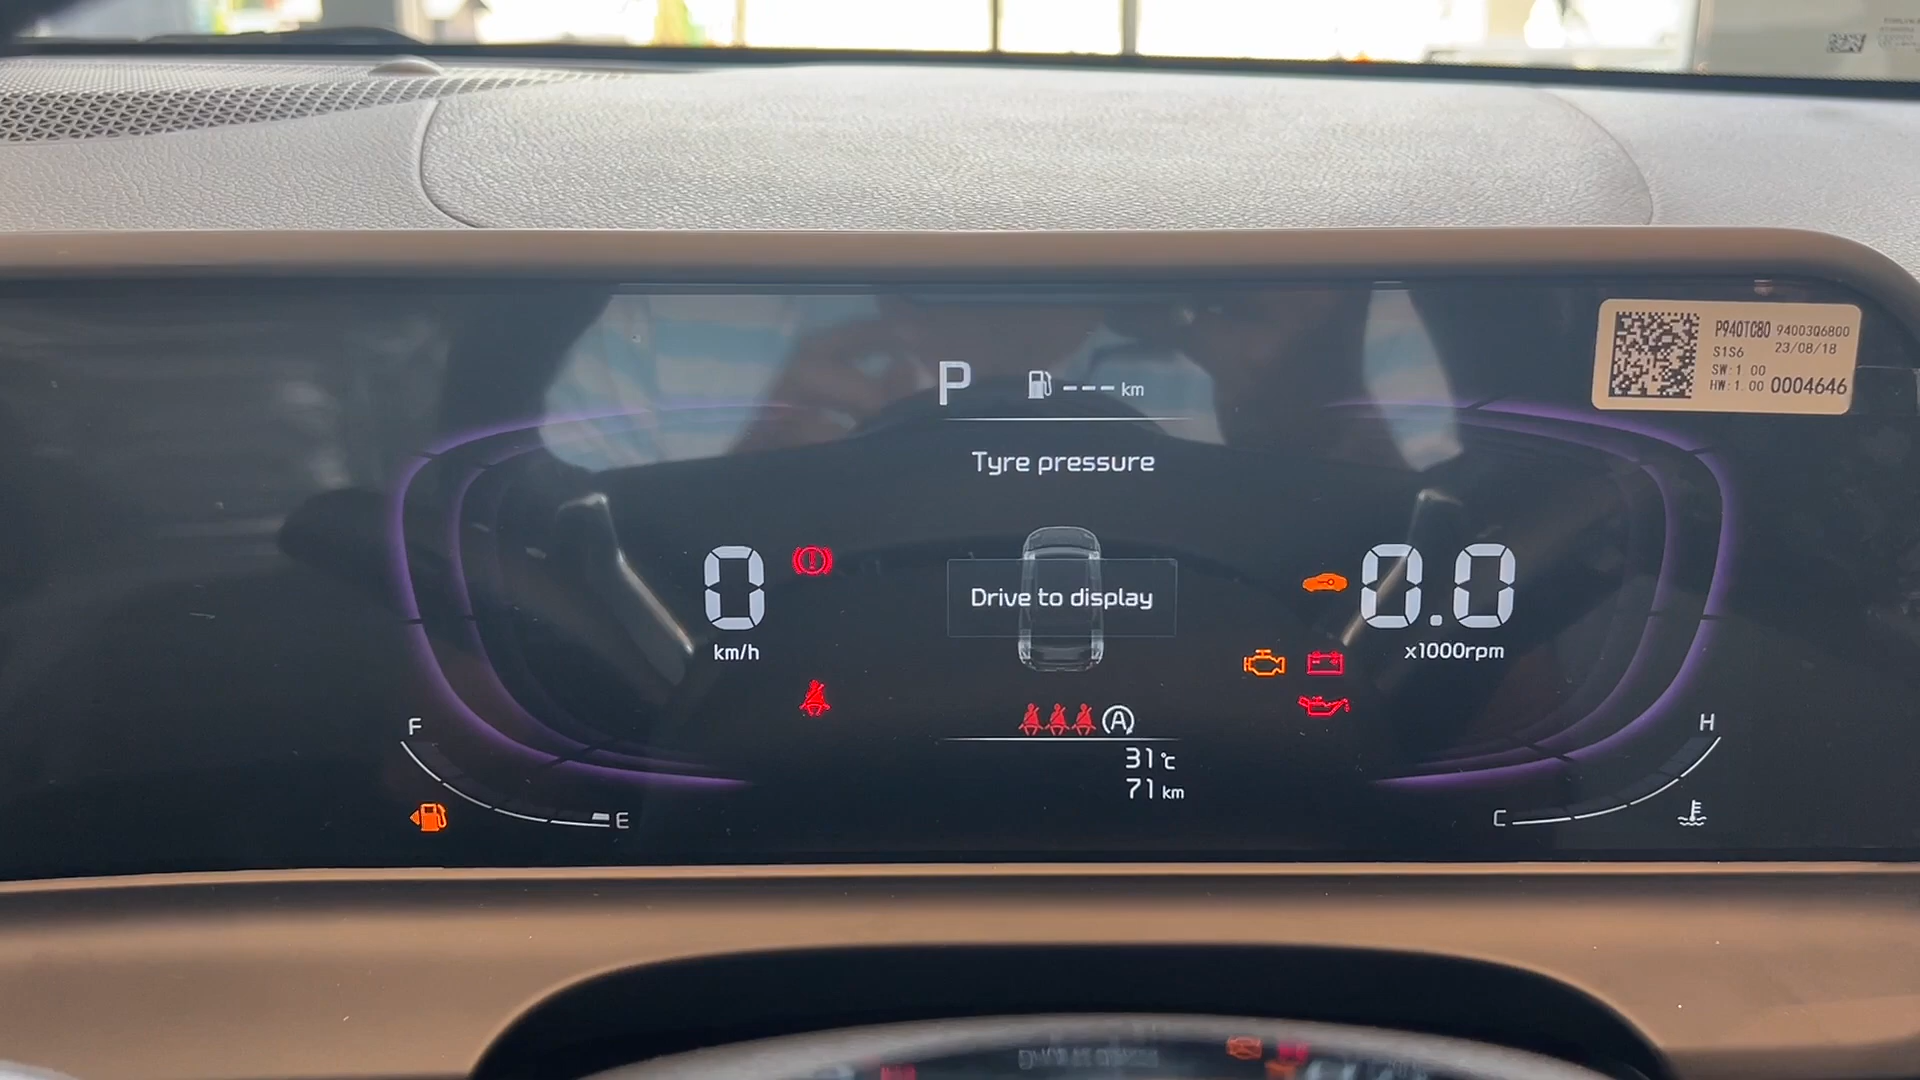 P940TC80 94003Q6800
S1S6 23/08/18
SW:1 00
HW:1.00 0004646
P --- km
Tyre pressure
Drive to display
0
km/h
0.0
x1000rpm
A
31°C
71 km
F
E
H
C